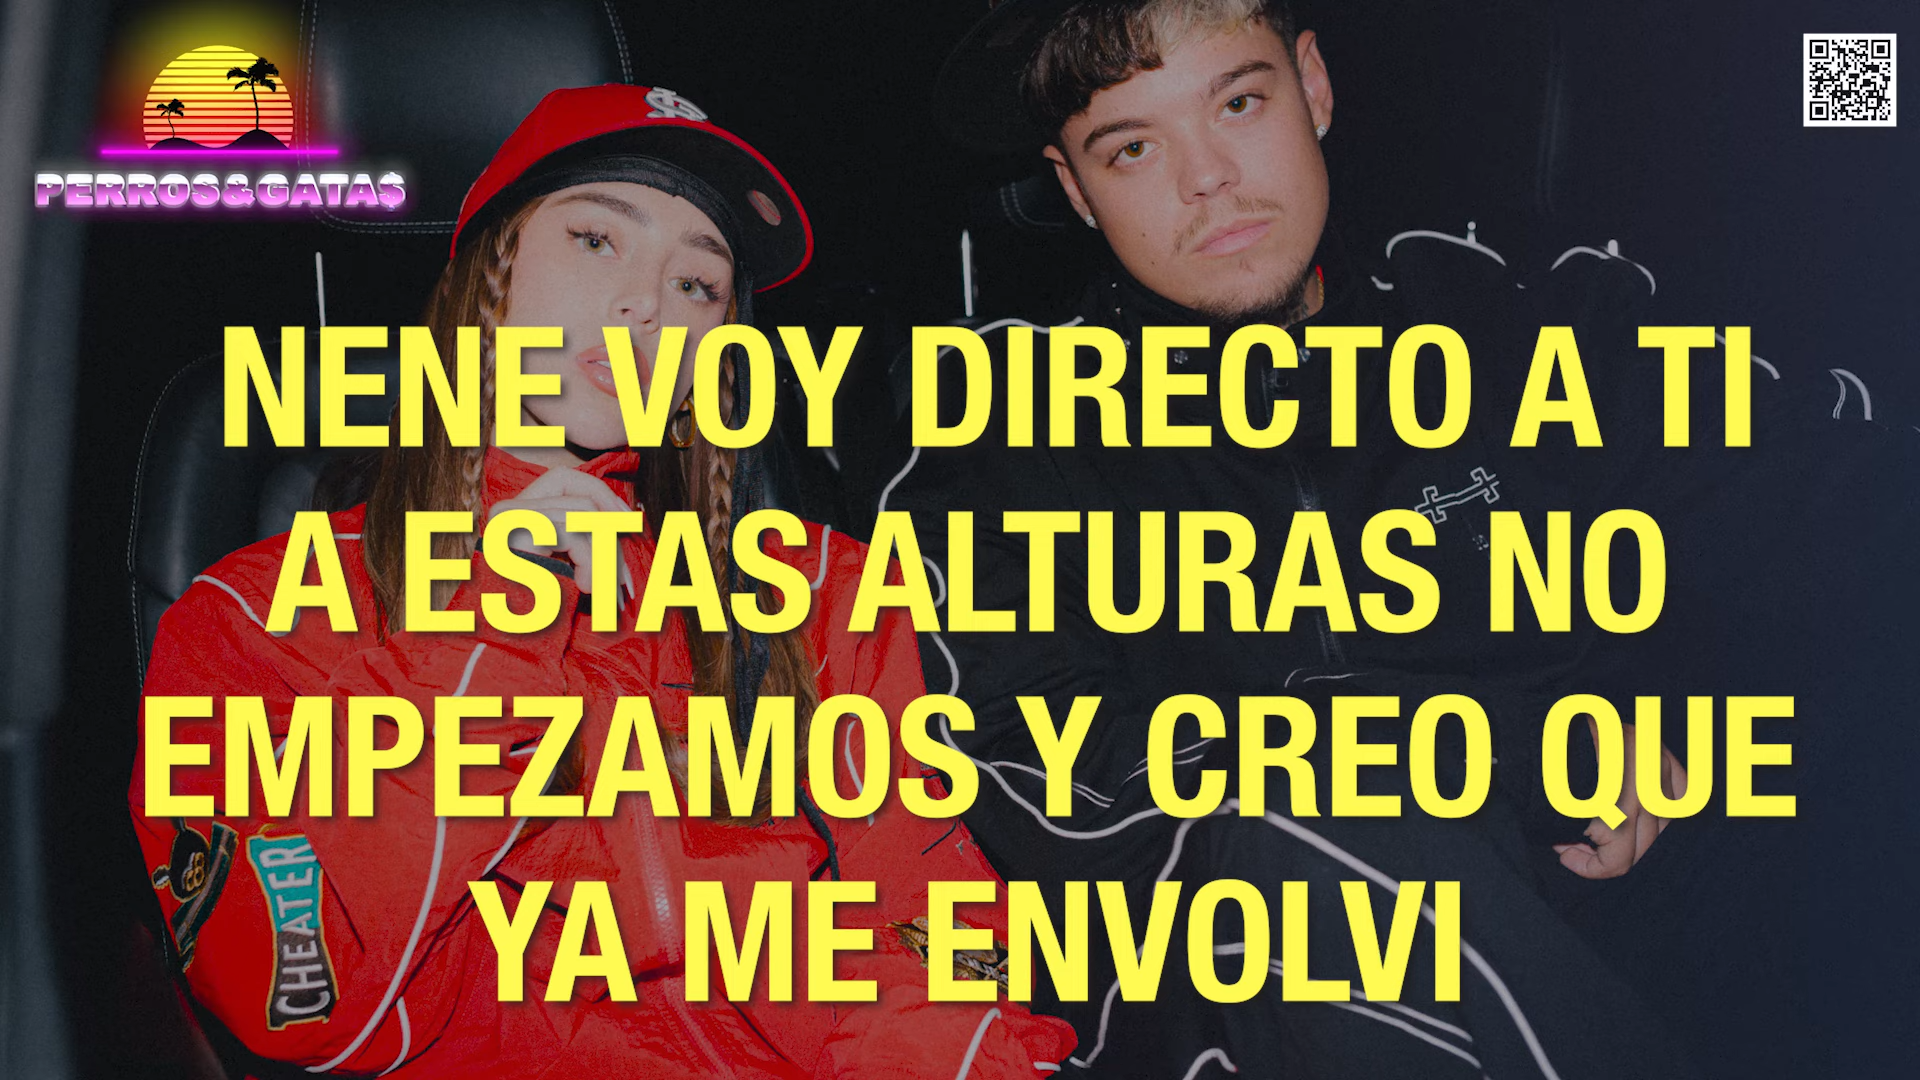 PERROS&GATA$
NENE VOY DIRECTO A TI
A ESTAS ALTURAS NO
EMPEZAMOS Y CREO QUE
YA ME ENVOLVI
CHEATER